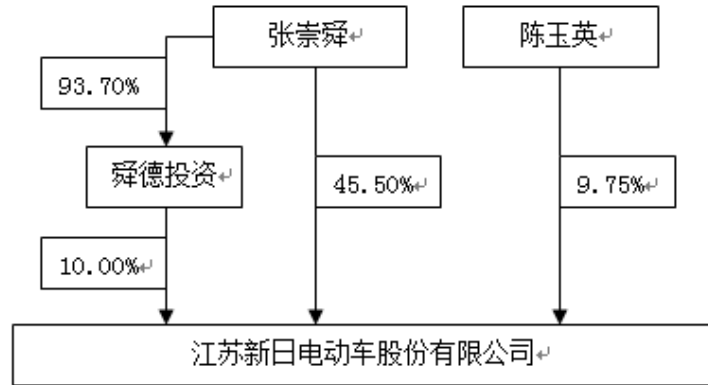 张崇舜
陈玉英
93.70%
舜德投资
45.50%
9.75%
10.00%
江苏新日电动车股份有限公司